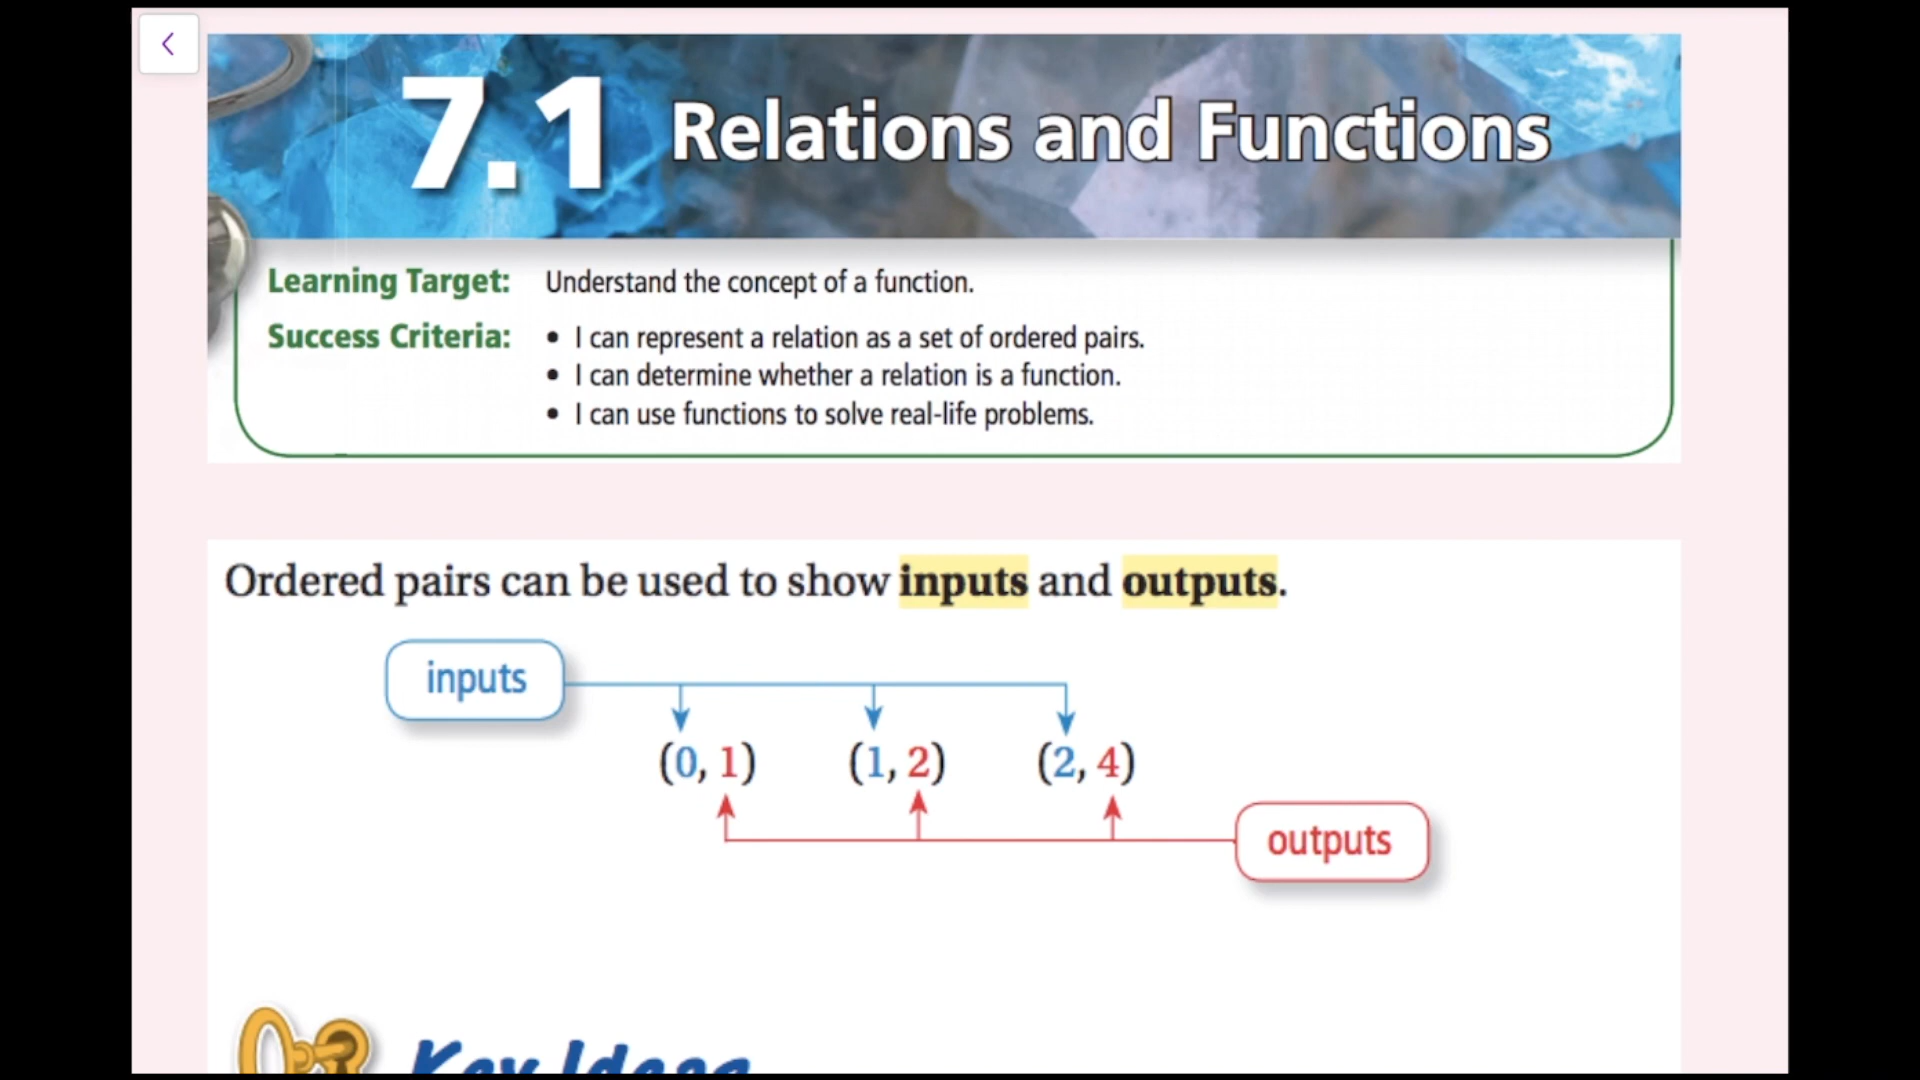 7.1 Relations and Functions
Learning Target: Understand the concept of a function.
Success Criteria: • I can represent a relation as a set of ordered pairs.
• I can determine whether a relation is a function.
• I can use functions to solve real-life problems.
Ordered pairs can be used to show inputs and outputs.
inputs
(0, 1) (1, 2) (2, 4)
outputs
Key Ideas